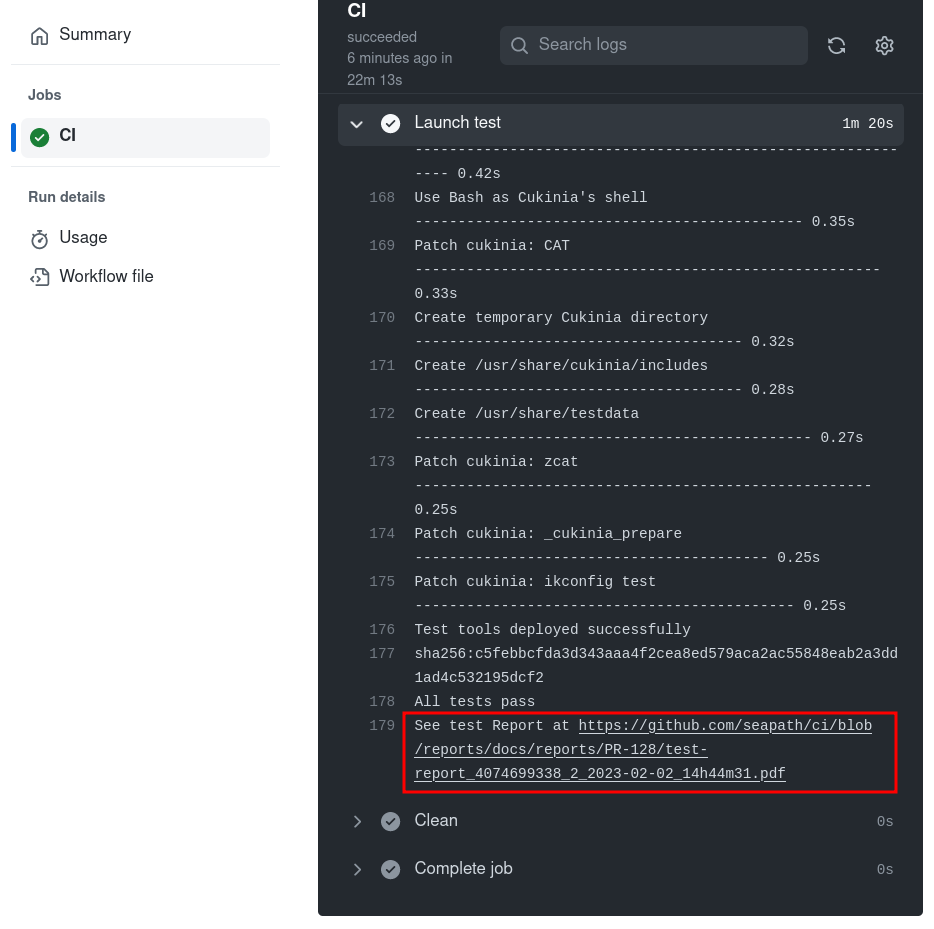 Summary
Jobs
CI
Run details
Usage
Workflow file
CI
succeeded
6 minutes ago in
22m 13s
Search logs
Launch test 1m 20s
--------------------------------------------------------
---- 0.42s
168 Use Bash as Cukinia's shell
--------------------------------------------- 0.35s
169 Patch cukinia: CAT
------------------------------------------------------
0.33s
170 Create temporary Cukinia directory
-------------------------------------- 0.32s
171 Create /usr/share/cukinia/includes
-------------------------------------- 0.28s
172 Create /usr/share/testdata
---------------------------------------------- 0.27s
173 Patch cukinia: zcat
-----------------------------------------------------
0.25s
174 Patch cukinia: _cukinia_prepare
----------------------------------------- 0.25s
175 Patch cukinia: ikconfig test
-------------------------------------------- 0.25s
176 Test tools deployed successfully
177 sha256:c5febbcfda3d343aaa4f2cea8ed579aca2ac55848eab2a3dd
1ad4c532195dcf2
178 All tests pass
179 See test Report at https://github.com/seapath/ci/blob
/reports/docs/reports/PR-128/test-
report_4074699338_2_2023-02-02_14h44m31.pdf
Clean 0s
Complete job 0s